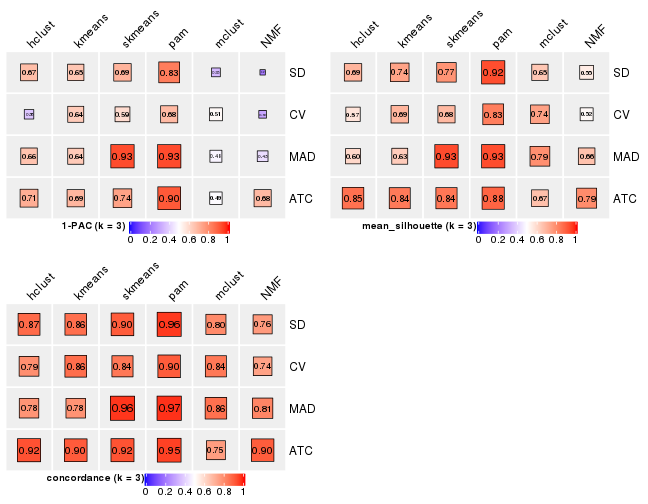 hclust kmeans skmeans pam mclust NMF
0.67 0.65 0.69 0.83 SD
0.64 0.59 0.68 0.51 CV
0.66 0.64 0.93 0.93 0.48 MAD
0.71 0.69 0.74 0.90 0.49 0.68 ATC
1-PAC (k = 3)
0 0.2 0.4 0.6 0.8 1
hclust kmeans skmeans pam mclust NMF
0.69 0.74 0.77 0.92 0.65 0.55 SD
0.57 0.69 0.68 0.83 0.74 0.52 CV
0.60 0.63 0.93 0.93 0.79 0.66 MAD
0.85 0.84 0.84 0.88 0.67 0.79 ATC
mean_silhouette (k = 3)
0 0.2 0.4 0.6 0.8 1
hclust kmeans skmeans pam mclust NMF
0.87 0.86 0.90 0.96 0.80 0.76 SD
0.79 0.86 0.84 0.90 0.84 0.74 CV
0.78 0.78 0.96 0.97 0.86 0.81 MAD
0.92 0.90 0.92 0.95 0.75 0.90 ATC
concordance (k = 3)
0 0.2 0.4 0.6 0.8 1